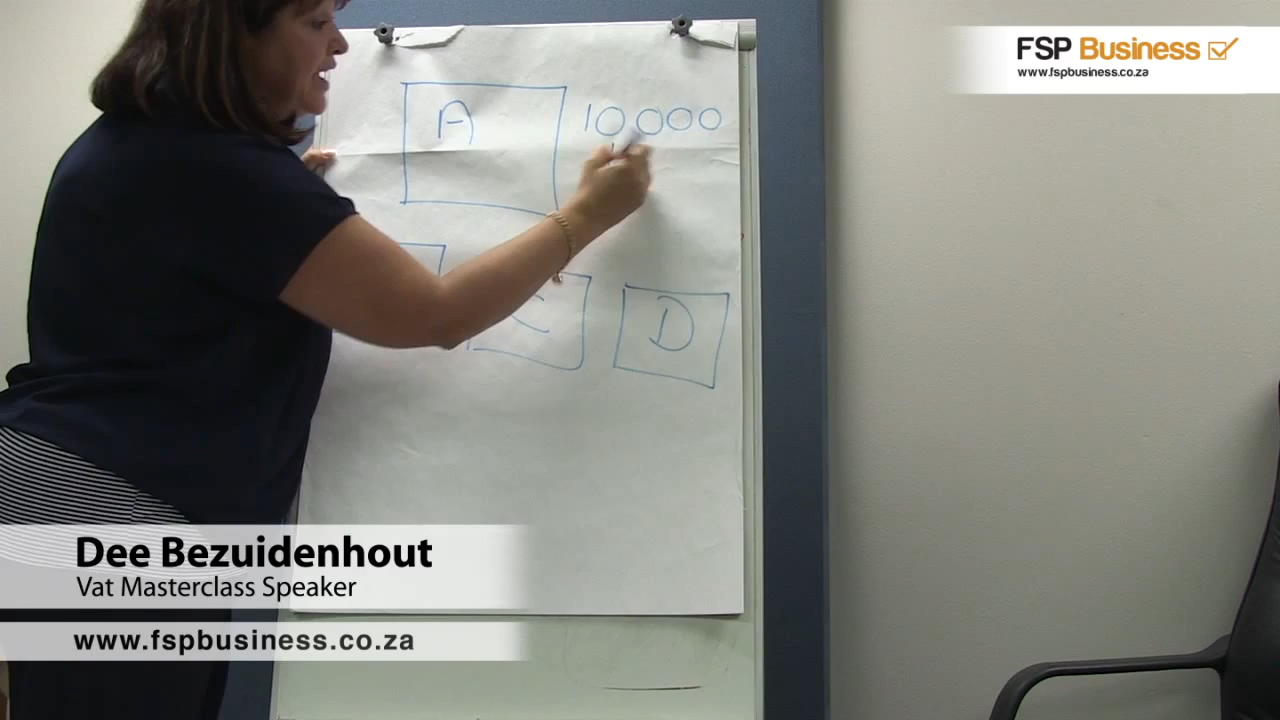 FSP Business
www.fspbusiness.co.za
A 10000
C D
Dee Bezuidenhout
Vat Masterclass Speaker
www.fspbusiness.co.za